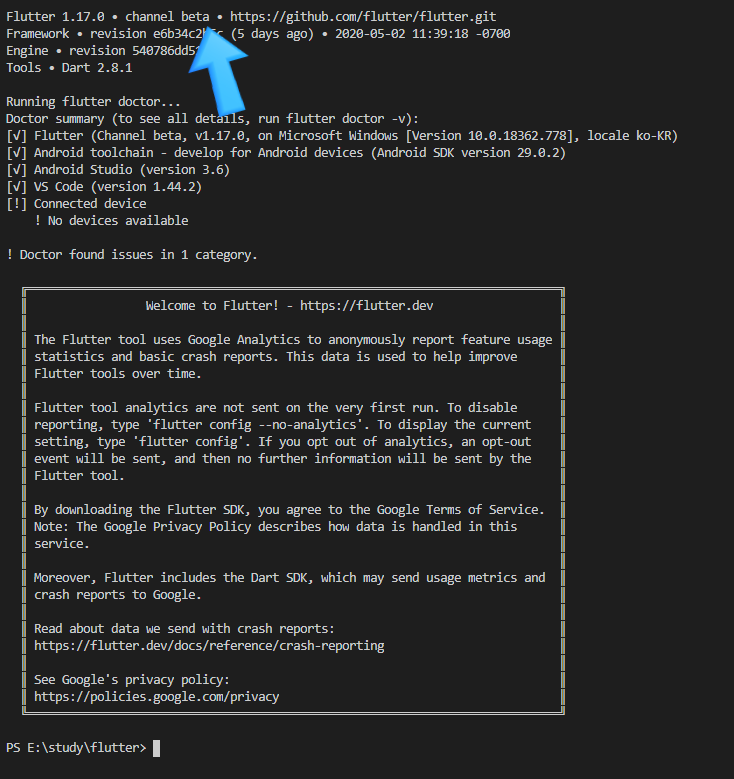 Flutter 1.17.0 • channel beta • https://github.com/flutter/flutter.git
Framework • revision (5 days ago) • 2020-05-02 11:39:18 -0700
Engine • revision
Tools • Dart 2.8.1
Running flutter doctor...
Doctor summary (to see all details, run flutter doctor -v):
[√] Flutter (Channel beta, v1.17.0, on Microsoft Windows [Version 10.0.18362.778], locale ko-KR)
[√] Android toolchain - develop for Android devices (Android SDK version 29.0.2)
[√] Android Studio (version 3.6)
[√] VS Code (version 1.44.2)
[!] Connected device
! No devices available
! Doctor found issues in 1 category.
Welcome to Flutter! - https://flutter.dev
The Flutter tool uses Google Analytics to anonymously report feature usage
statistics and basic crash reports. This data is used to help improve
Flutter tools over time.
Flutter tool analytics are not sent on the very first run. To disable
reporting, type 'flutter config --no-analytics'. To display the current
setting, type 'flutter config'. If you opt out of analytics, an opt-out
event will be sent, and then no further information will be sent by the
Flutter tool.
By downloading the Flutter SDK, you agree to the Google Terms of Service.
Note: The Google Privacy Policy describes how data is handled in this
service.
Moreover, Flutter includes the Dart SDK, which may send usage metrics and
crash reports to Google.
Read about data we send with crash reports:
https://flutter.dev/docs/reference/crash-reporting
See Google's privacy policy:
https://policies.google.com/privacy
PS E:\study\flutter>